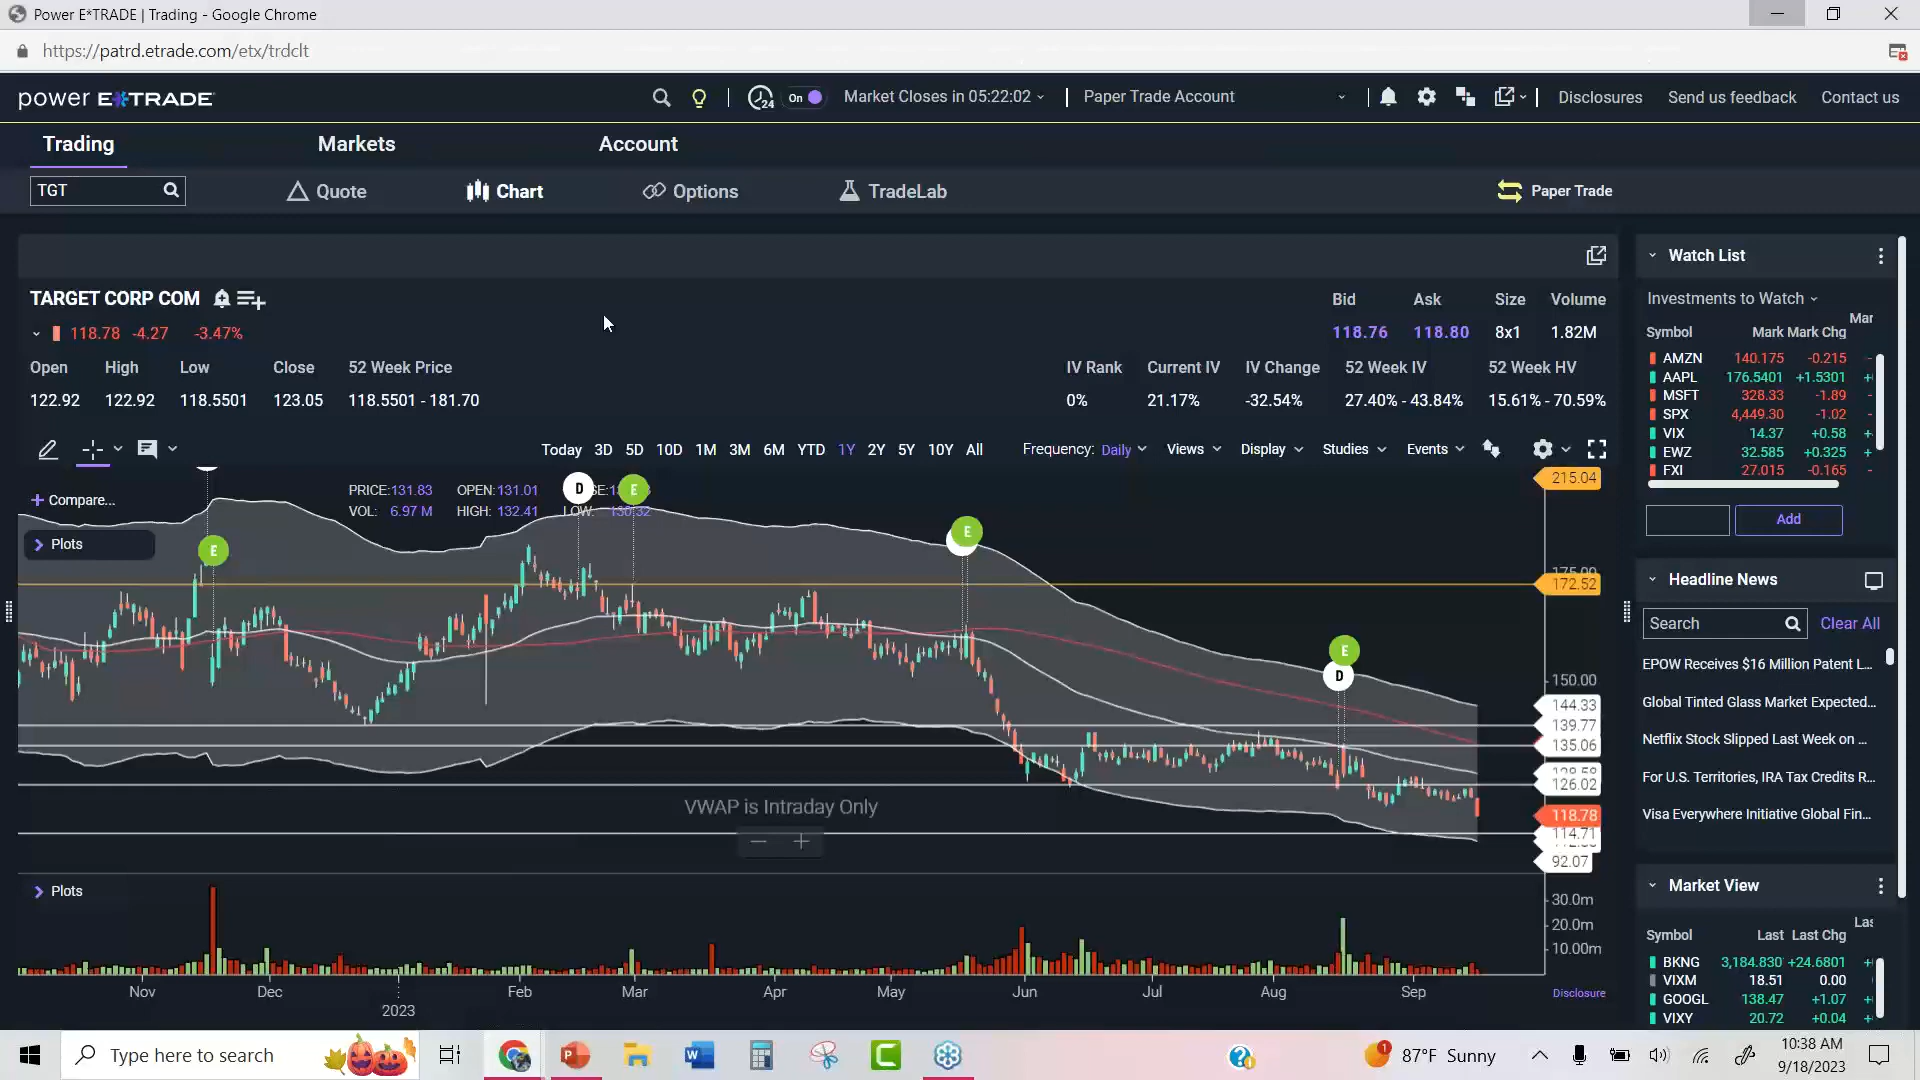 Power E*TRADE | Trading - Google Chrome
https://patrd.etrade.com/etx/trdclt
power E*TRADE
24 On Market Closes in 05:22:02 | Paper Trade Account
Disclosures Send us feedback Contact us
Trading Markets Account
TGT Quote Chart Options TradeLab Paper Trade
TARGET CORP COM
Bid Ask Size Volume
118.78 -4.27 -3.47%
118.76 118.80 8x1 1.82M
Open High Low Close 52 Week Price
IV Rank Current IV IV Change 52 Week IV 52 Week HV
122.92 122.92 118.5501 123.05 118.5501 - 181.70
0% 21.17% -32.54% 27.40% - 43.84% 15.61% - 70.59%
Today 3D 5D 10D 1M 3M 6M YTD 1Y 2Y 5Y 10Y All
Frequency: Daily Views Display Studies Events
Compare...
PRICE:131.83 OPEN:131.01
VOL: 6.97 M HIGH: 132.41 LOW: 130.32
D E
E
E
E
D
Plots
215.04
172.52
150.00
144.33
139.77
135.06
126.02
118.78
114.71
92.07
VWAP is Intraday Only
Plots
30.0m
20.0m
10.00m
Nov Dec Feb Mar Apr May Jun Jul Aug Sep
2023
Disclosure
Watch List
Investments to Watch
Mar
Symbol Mark Mark Chg
AMZN 140.175 -0.215
AAPL 176.5401 +1.5301
MSFT 328.33 -1.89
SPX 4,449.30 -1.02
VIX 14.37 +0.58
EWZ 32.585 +0.325
FXI 27.015 -0.165
Add
Headline News
Search Clear All
EPOW Receives $16 Million Patent L...
Global Tinted Glass Market Expected...
Netflix Stock Slipped Last Week on ...
For U.S. Territories, IRA Tax Credits R...
Visa Everywhere Initiative Global Fin...
Market View
Las
Symbol Last Last Chg
BKNG 3,184.830 +24.6801
VIXM 18.51 0.00
GOOGL 138.47 +1.07
VIXY 20.72 +0.04
Type here to search
87°F Sunny
10:38 AM
9/18/2023